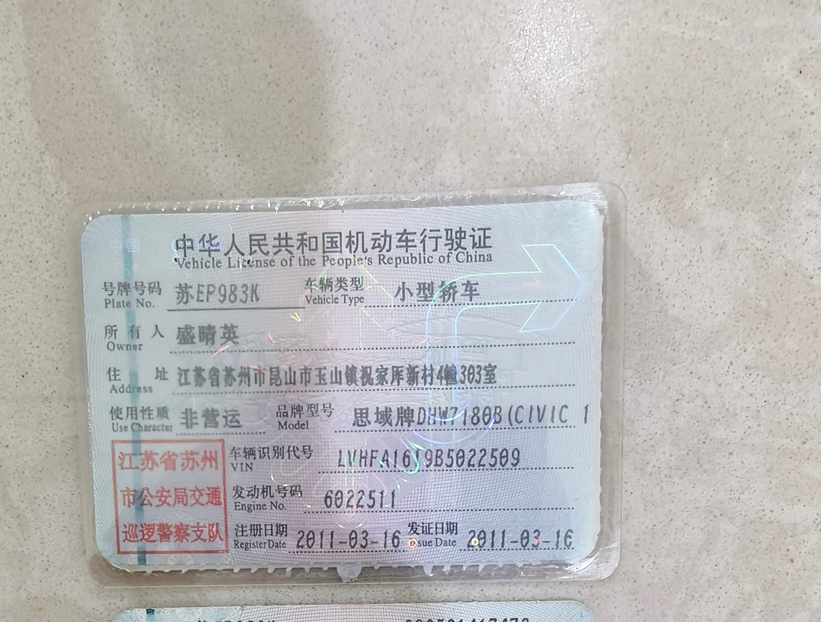 中华人民共和国机动车行驶证
Vehicle License of the People's Republic of China
号牌号码 苏EP983K 车辆类型 小型轿车
Plate No. Vehicle Type
所有人 盛晴英
Owner
住址 江苏省苏州市昆山市玉山镇祝家厍新村4幢303室
Address
使用性质 非营运 品牌型号 思域牌DHW7180B(CIVIC 1
Use Character Model
江苏省苏州 车辆识别代号 LVHFA1619B5022509
VIN
市公安局交通 发动机号码 6022511
Engine No.
巡逻警察支队 注册日期 2011-03-16 发证日期 2011-03-16
Register Date Issue Date